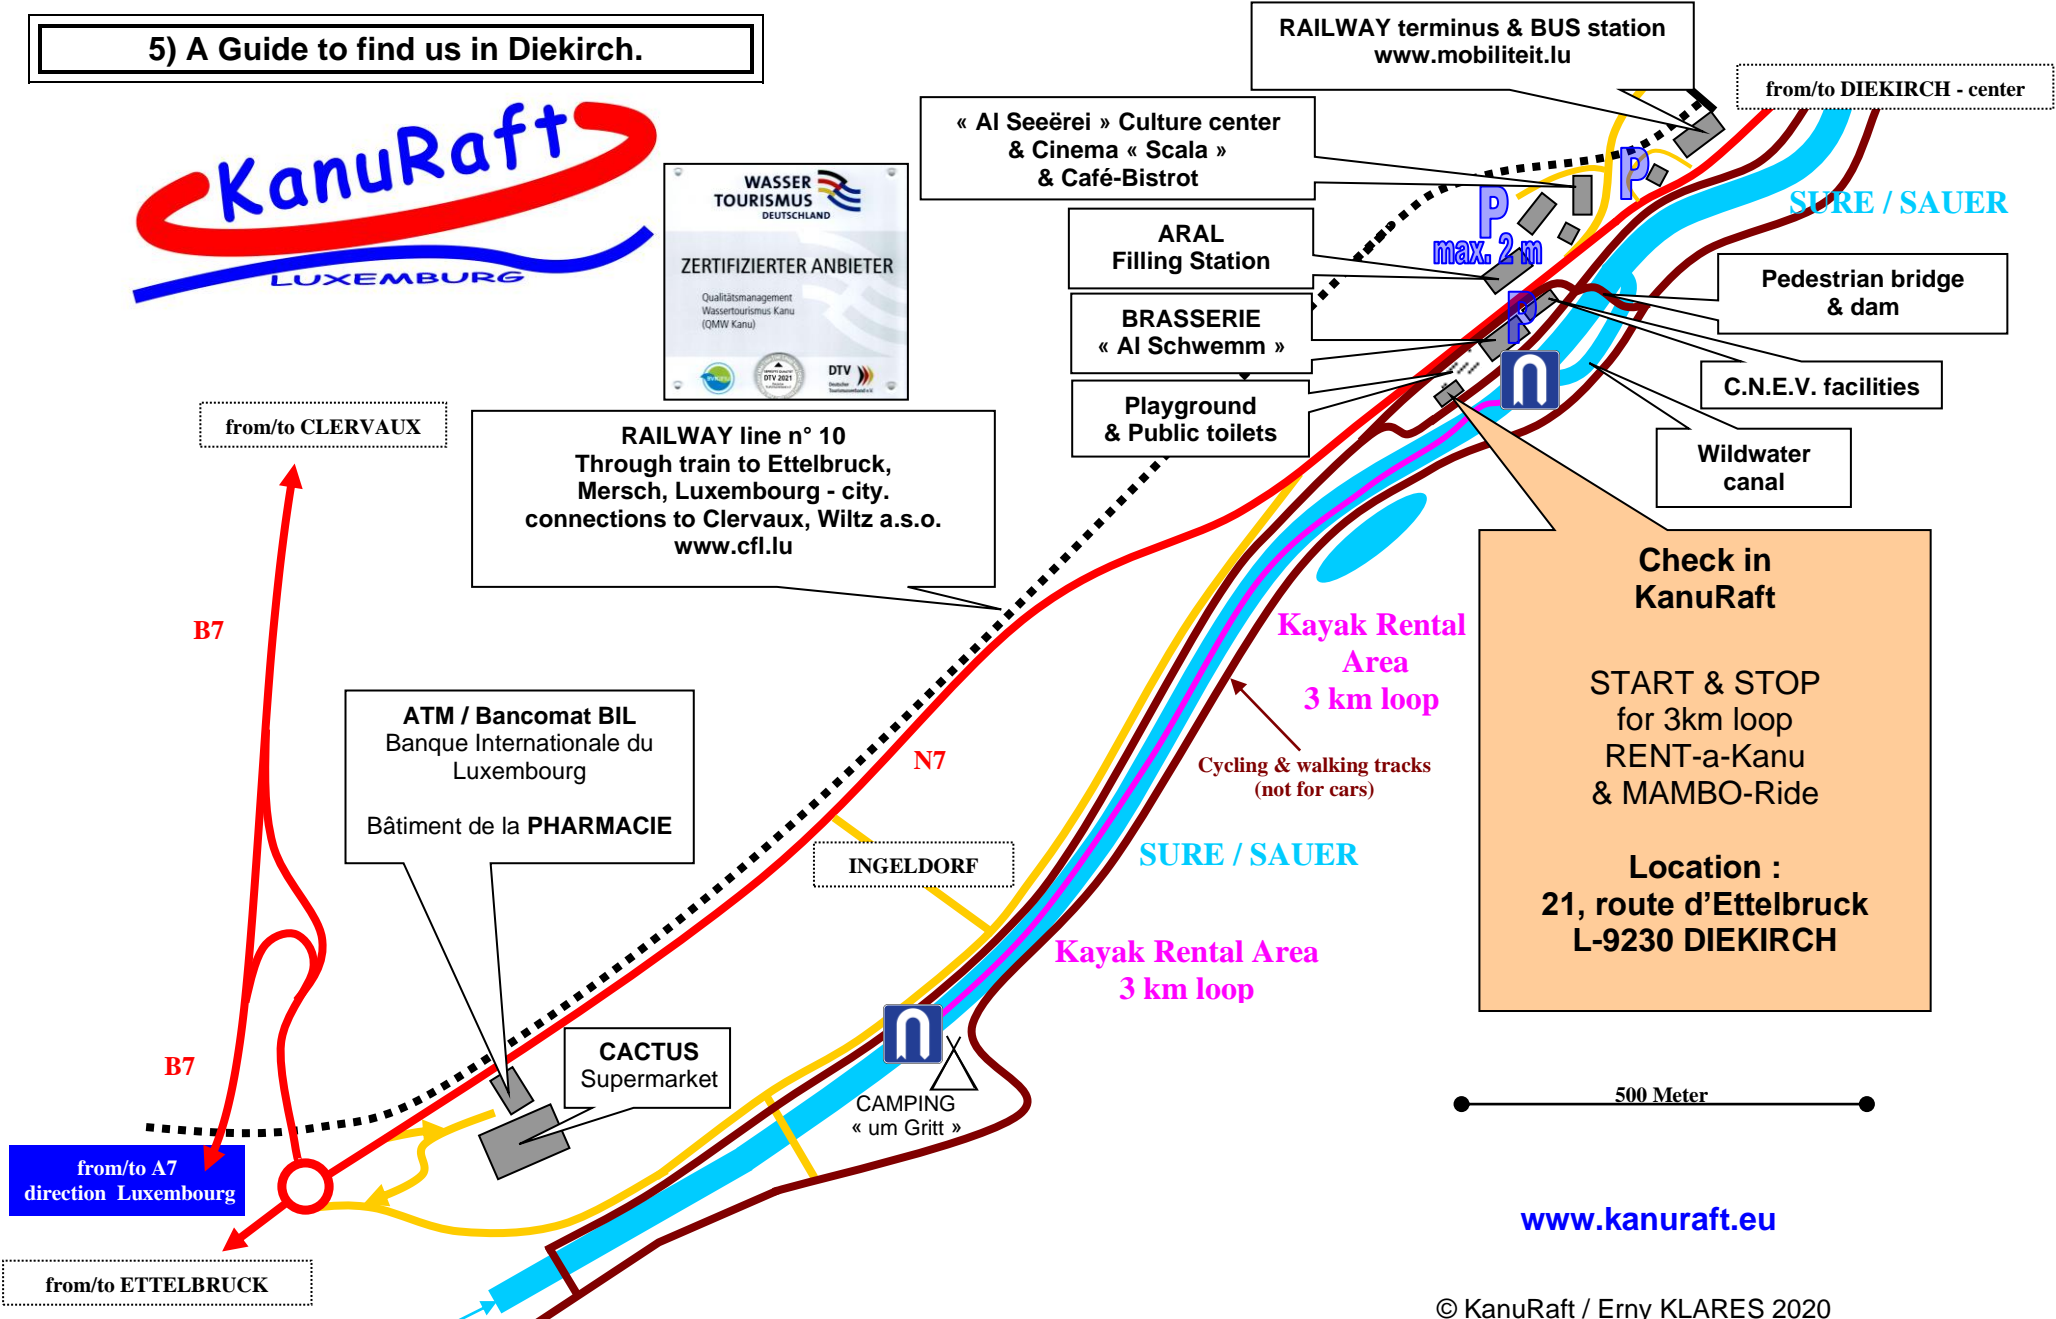 5) A Guide to find us in Diekirch.
KanuRaft
LUXEMBURG
WASSER
TOURISMUS
DEUTSCHLAND
ZERTIFIZIERTER ANBIETER
Qualitätsmanagement
Wassertourismus Kanu
(QMW Kanu)
DTV 2021
DTV
Deutscher
Tourismusverband e.V.
RAILWAY terminus & BUS station
www.mobiliteit.lu
from/to DIEKIRCH - center
« Al Seeërei » Culture center
& Cinema « Scala »
& Café-Bistrot
P
P
max. 2 m
SURE / SAUER
ARAL
Filling Station
Pedestrian bridge
& dam
BRASSERIE
« Al Schwemm »
P
C.N.E.V. facilities
Playground
& Public toilets
Wildwater
canal
from/to CLERVAUX
RAILWAY line n° 10
Through train to Ettelbruck,
Mersch, Luxembourg - city.
connections to Clervaux, Wiltz a.s.o.
www.cfl.lu
B7
Check in
KanuRaft
START & STOP
for 3km loop
RENT-a-Kanu
& MAMBO-Ride
Location :
21, route d’Ettelbruck
L-9230 DIEKIRCH
Kayak Rental
Area
3 km loop
ATM / Bancomat BIL
Banque Internationale du
Luxembourg
Bâtiment de la PHARMACIE
N7
Cycling & walking tracks
(not for cars)
INGELDORF
SURE / SAUER
Kayak Rental Area
3 km loop
B7
CACTUS
Supermarket
CAMPING
« um Gritt »
500 Meter
from/to A7
direction Luxembourg
www.kanuraft.eu
from/to ETTELBRUCK
© KanuRaft / Erny KLARES 2020